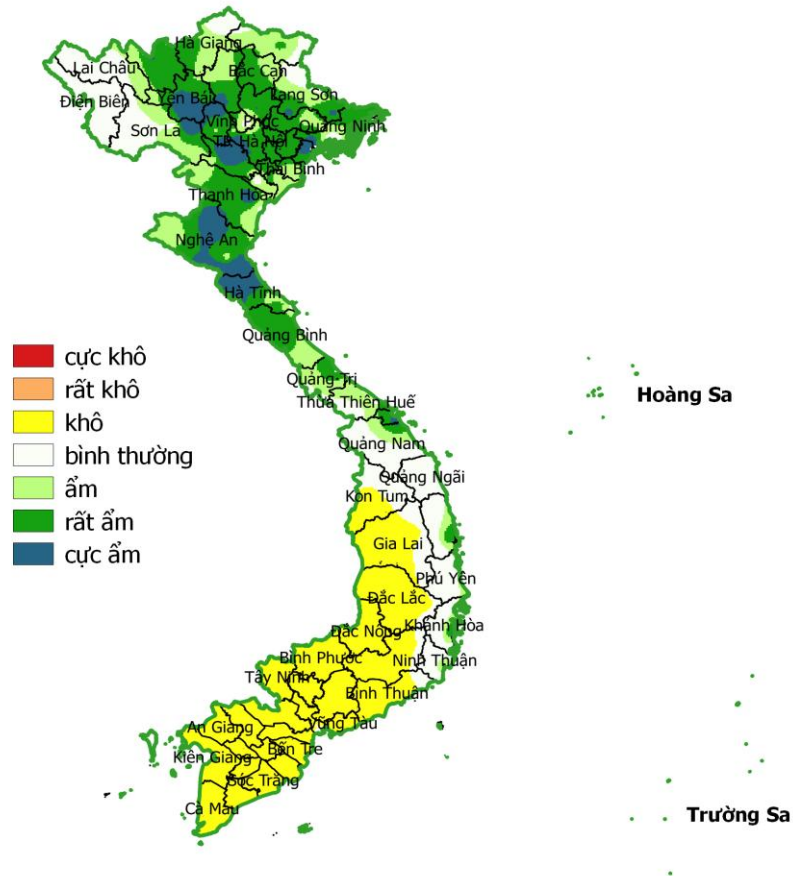 Hà Giang
Lai Châu
Bắc Cạn
Điện Biên
Yên Bái
Lạng Sơn
Sơn La
Vĩnh Phúc
Quảng Ninh
TP. Hà Nội
Thái Bình
Thanh Hóa
Nghệ An
Hà Tĩnh
Quảng Bình
cực khô
rất khô
khô
bình thường
ẩm
rất ẩm
cực ẩm
Quảng Trị
Thừa Thiên Huế
Hoàng Sa
Quảng Nam
Quảng Ngãi
Kon Tum
Gia Lai
Phú Yên
Đắc Lắc
Khánh Hòa
Đắc Nông
Bình Phước
Ninh Thuận
Tây Ninh
Bình Thuận
Vũng Tàu
An Giang
Bến Tre
Kiên Giang
Sóc Trăng
Cà Mau
Trường Sa